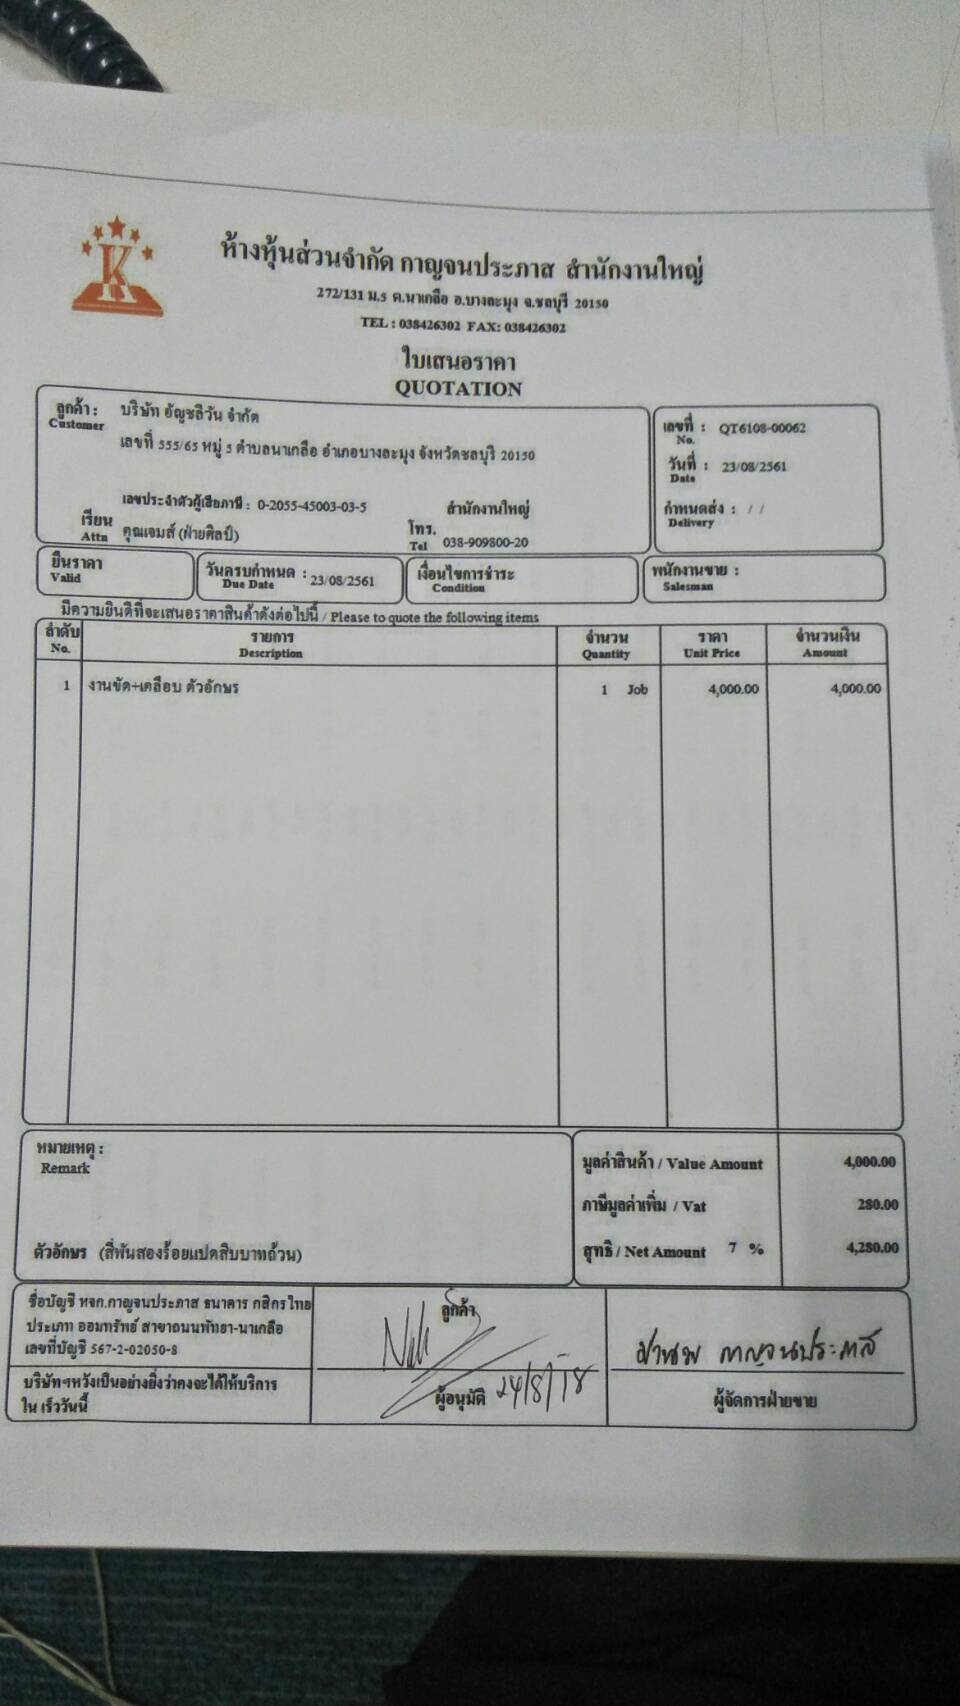 K
ห้างหุ้นส่วนจำกัด กาญจนประภาส สำนักงานใหญ่
272/131 ม.5 ต.นาเกลือ อ.บางละมุง จ.ชลบุรี 20150
TEL : 038426302 FAX: 038426302
ใบเสนอราคา
QUOTATION
ลูกค้า : บริษัท อัญชลีวัน จำกัด
Customer
เลขที่ 555/65 หมู่ 5 ตำบลนาเกลือ อำเภอบางละมุง จังหวัดชลบุรี 20150
เลขประจำตัวผู้เสียภาษี : 0-2055-45003-03-5 สำนักงานใหญ่
เรียน คุณเจมส์ (ฝ่ายศิลป์) โทร.
Attn Tel 038-909800-20
เลขที่ : QT6108-00062
No.
วันที่ : 23/08/2561
Date
กำหนดส่ง : / /
Delivery
ยืนราคา
Valid
วันครบกำหนด : 23/08/2561
Due Date
เงื่อนไขการชำระ
Condition
พนักงานขาย :
Salesman
มีความยินดีที่จะเสนอราคาสินค้าดังต่อไปนี้ / Please to quote the following items
ลำดับ รายการ จำนวน ราคา จำนวนเงิน
No. Description Quantity Unit Price Amount
1 งานขัด+เคลือบ ตัวอักษร 1 Job 4,000.00 4,000.00
หมายเหตุ :
Remark
ตัวอักษร (สี่พันสองร้อยแปดสิบบาทถ้วน)
มูลค่าสินค้า / Value Amount 4,000.00
ภาษีมูลค่าเพิ่ม / Vat 280.00
สุทธิ / Net Amount 7 % 4,280.00
ชื่อบัญชี หจก.กาญจนประภาส ธนาคาร กสิกรไทย
ประเภท ออมทรัพย์ สาขาถนนพัทยา-นาเกลือ
เลขที่บัญชี 567-2-02050-8
บริษัทฯหวังเป็นอย่างยิ่งว่าคงจะได้ให้บริการ
ใน เร็ววันนี้
ลูกค้า
ผู้อนุมัติ 24/8/18
กาญจนประภาส
ผู้จัดการฝ่ายขาย